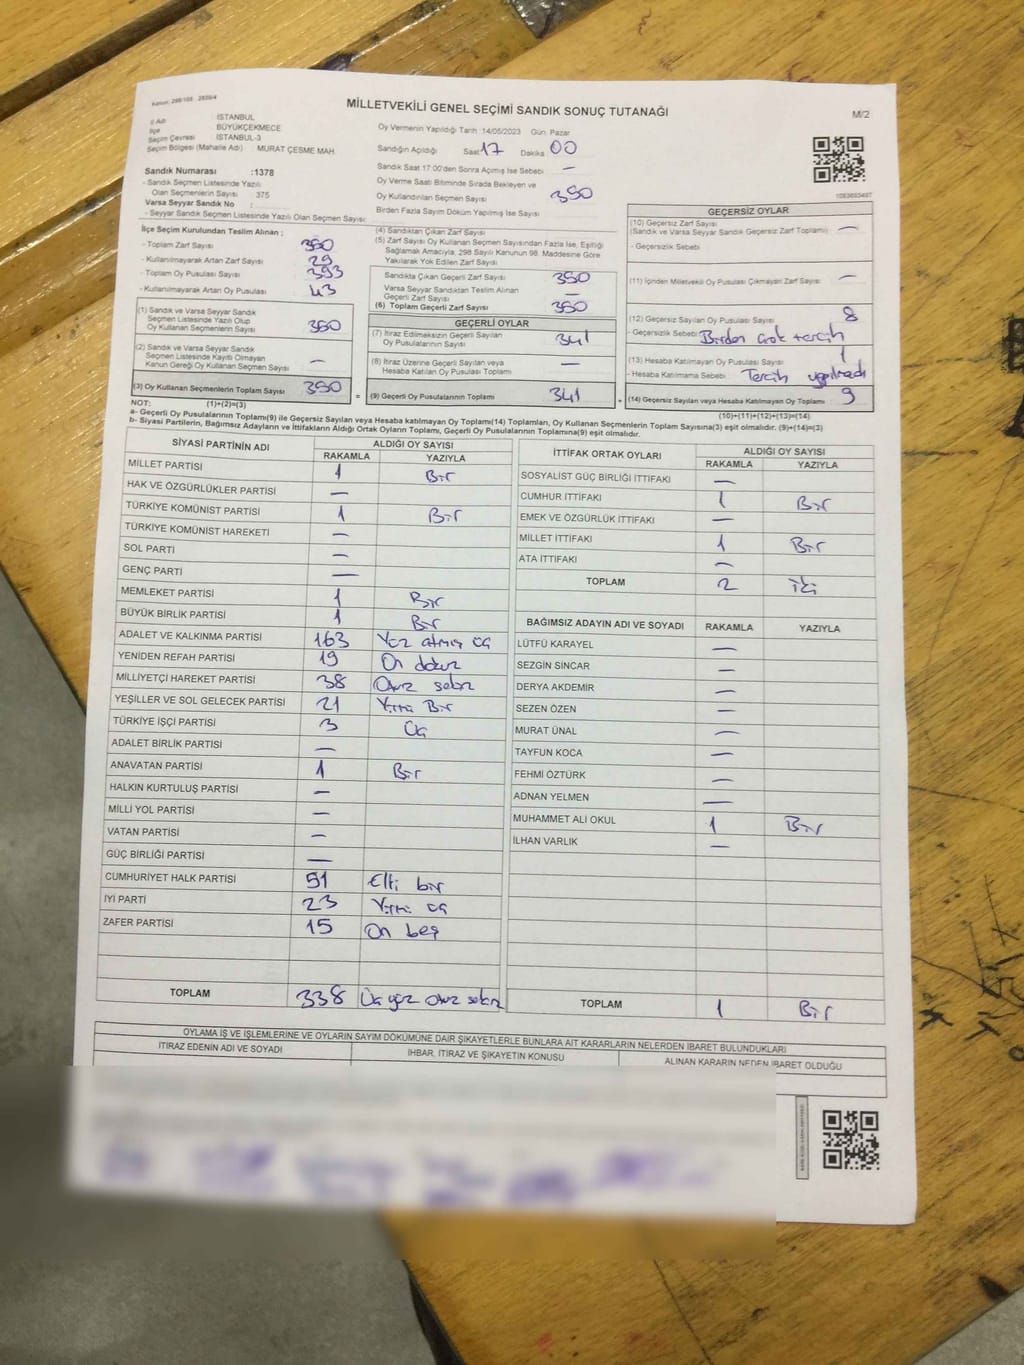 Kanun: 298/105 2839/4
MİLLETVEKİLİ GENEL SEÇİMİ SANDIK SONUÇ TUTANAĞI
M/2
İl Adı : İSTANBUL
İlçe BÜYÜKÇEKMECE
Seçim Çevresi İSTANBUL-3
Seçim Bölgesi (Mahalle Adı) MURAT ÇEŞME MAH.
Oy Vermenin Yapıldığı Tarih :14/05/2023 Gün: Pazar
Sandığın Açıldığı Saat 17 Dakika 00
Sandık Numarası :1378
- Sandık Seçmen Listesinde Yazılı
Olan Seçmenlerin Sayısı : 375
Varsa Seyyar Sandık No :
- Seyyar Sandık Seçmen Listesinde Yazılı Olan Seçmen Sayısı:
Sandık Saat 17:00'den Sonra Açılmış İse Sebebi : —
Oy Verme Saati Bitiminde Sırada Bekleyen ve
Oy Kullandırılan Seçmen Sayısı 350
Birden Fazla Sayım Döküm Yapılmış İse Sayısı
İlçe Seçim Kurulundan Teslim Alınan ;
- Toplam Zarf Sayısı
- Kullanılmayarak Artan Zarf Sayısı 29
- Toplam Oy Pusulası Sayısı 393
- Kullanılmayarak Artan Oy Pusulası 43
(4) Sandıktan Çıkan Zarf Sayısı
(5) Zarf Sayısı Oy Kullanan Seçmen Sayısından Fazla İse, Eşitliği
Sağlamak Amacıyla, 298 Sayılı Kanunun 98. Maddesine Göre
Yakılarak Yok Edilen Zarf Sayısı
Sandıkta Çıkan Geçerli Zarf Sayısı 350
Varsa Seyyar Sandıktan Teslim Alınan
Geçerli Zarf Sayısı —
(6) Toplam Geçerli Zarf Sayısı 350
GEÇERSİZ OYLAR
(10) Geçersiz Zarf Sayısı
(Sandık ve Varsa Seyyar Sandık Geçersiz Zarf Toplamı) —
- Geçersizlik Sebebi
(11) İçinden Milletvekili Oy Pusulası Çıkmayan Zarf Sayısı —
(12) Geçersiz Sayılan Oy Pusulası Sayısı 8
- Geçersizlik Sebebi Birden çok tercih
(13) Hesaba Katılmayan Oy Pusulası Sayısı 1
- Hesaba Katılmama Sebebi Tercih yapılmadı
(14) Geçersiz Sayılan veya Hesaba Katılmayan Oy Toplamı 9
(10)+(11)+(12)+(13)=(14)
(1) Sandık ve Varsa Seyyar Sandık
Seçmen Listesinde Yazılı Olup
Oy Kullanan Seçmenlerin Sayısı 350
(2) Sandık ve Varsa Seyyar Sandık
Seçmen Listesinde Kayıtlı Olmayan
Kanun Gereği Oy Kullanan Seçmen Sayısı —
(3) Oy Kullanan Seçmenlerin Toplam Sayısı 350
GEÇERLİ OYLAR
(7) İtiraz Edilmeksizin Geçerli Sayılan
Oy Pusulalarının Sayısı 341
(8) İtiraz Üzerine Geçerli Sayılan veya
Hesaba Katılan Oy Pusulası Toplamı —
= (9) Geçerli Oy Pusulalarının Toplamı 341 +
NOT: (1)+(2)=(3)
a- Geçerli Oy Pusulalarının Toplamı(9) ile Geçersiz Sayılan veya Hesaba katılmayan Oy Toplamı(14) Toplamları, Oy Kullanan Seçmenlerin Toplam Sayısına(3) eşit olmalıdır. (9)+(14)=(3)
b- Siyasi Partilerin, Bağımsız Adayların ve İttifakların Aldığı Ortak Oyların Toplamı, Geçerli Oy Pusulalarının Toplamına(9) eşit olmalıdır.
SİYASİ PARTİNİN ADI ALDIĞI OY SAYISI
RAKAMLA YAZIYLA
MİLLET PARTİSİ 1 Bir
HAK VE ÖZGÜRLÜKLER PARTİSİ —
TÜRKİYE KOMÜNİST PARTİSİ 1 Bir
TÜRKİYE KOMÜNİST HAREKETİ —
SOL PARTİ —
GENÇ PARTİ —
MEMLEKET PARTİSİ 1 Bir
BÜYÜK BİRLİK PARTİSİ 1 Bir
ADALET VE KALKINMA PARTİSİ 163 Yüz atmış üç
YENİDEN REFAH PARTİSİ 19 On dokuz
MİLLİYETÇİ HAREKET PARTİSİ 38 Otuz sekiz
YEŞİLLER VE SOL GELECEK PARTİSİ 21 Yirmi Bir
TÜRKİYE İŞÇİ PARTİSİ 3 Üç
ADALET BİRLİK PARTİSİ —
ANAVATAN PARTİSİ 1 Bir
HALKIN KURTULUŞ PARTİSİ —
MİLLİ YOL PARTİSİ —
VATAN PARTİSİ —
GÜÇ BİRLİĞİ PARTİSİ —
CUMHURİYET HALK PARTİSİ 51 Elli bir
İYİ PARTİ 23 Yirmi üç
ZAFER PARTİSİ 15 On beş
TOPLAM 338 Üç yüz otuz sekiz
İTTİFAK ORTAK OYLARI ALDIĞI OY SAYISI
RAKAMLA YAZIYLA
SOSYALİST GÜÇ BİRLİĞİ İTTİFAKI —
CUMHUR İTTİFAKI 1 Bir
EMEK VE ÖZGÜRLÜK İTTİFAKI —
MİLLET İTTİFAKI 1 Bir
ATA İTTİFAKI —
TOPLAM 2 İki
BAĞIMSIZ ADAYIN ADI VE SOYADI RAKAMLA YAZIYLA
LÜTFÜ KARAYEL —
SEZGİN SİNCAR —
DERYA AKDEMİR —
SEZEN ÖZEN —
MURAT ÜNAL —
TAYFUN KOCA —
FEHMİ ÖZTÜRK —
ADNAN YELMEN —
MUHAMMET ALİ OKUL 1 Bir
İLHAN VARLIK —
TOPLAM 1 Bir
OYLAMA İŞ VE İŞLEMLERİNE VE OYLARIN SAYIM DÖKÜMÜNE DAİR ŞİKAYETLERLE BUNLARA AİT KARARLARIN NELERDEN İBARET BULUNDUKLARI
İTİRAZ EDENİN ADI VE SOYADI İHBAR, İTİRAZ VE ŞİKAYETİN KONUSU ALINAN KARARIN NEDEN İBARET OLDUĞU